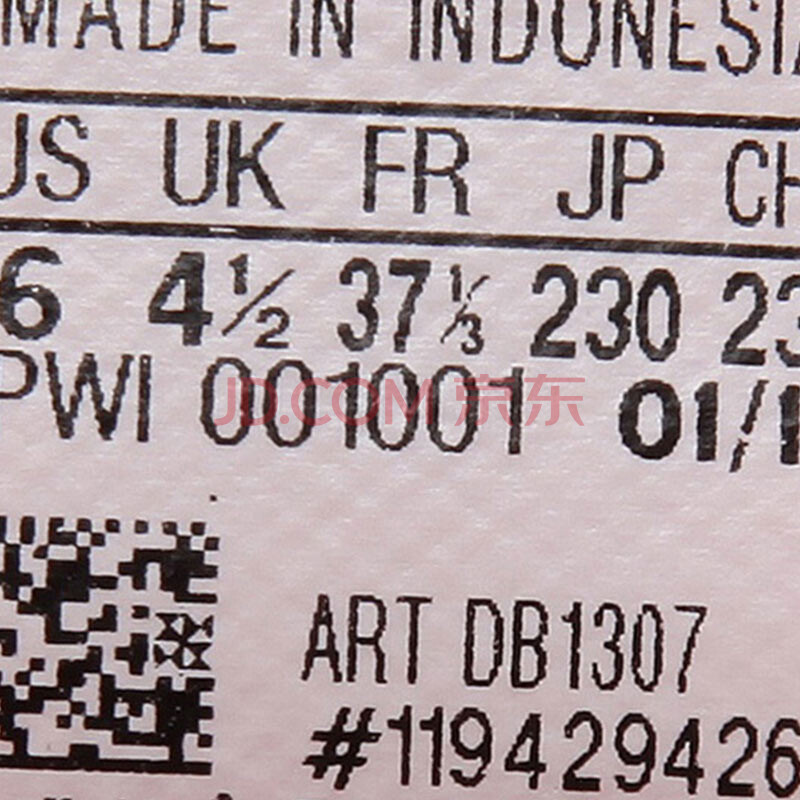 MADE IN INDONESIA
US UK FR JP CH
6 4½ 37⅓ 230 23
PWI 001001 01/1
JD.COM 京东
ART DB1307
#119429426